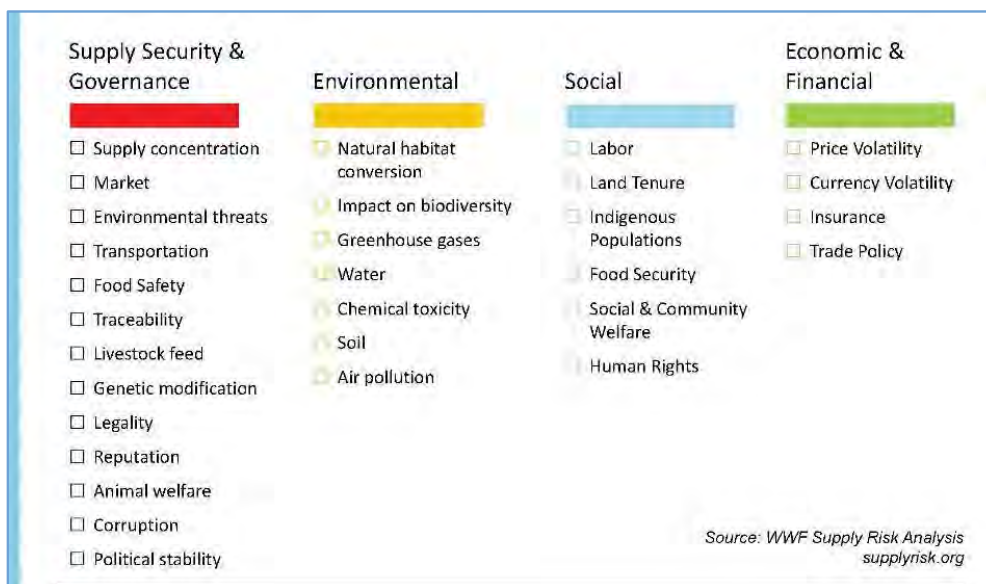 Supply Security &
Governance
☐ Supply concentration
☐ Market
☐ Environmental threats
☐ Transportation
☐ Food Safety
☐ Traceability
☐ Livestock feed
☐ Genetic modification
☐ Legality
☐ Reputation
☐ Animal welfare
☐ Corruption
☐ Political stability
Environmental
☐ Natural habitat
conversion
☐ Impact on biodiversity
☐ Greenhouse gases
☐ Water
☐ Chemical toxicity
☐ Soil
☐ Air pollution
Social
☐ Labor
☐ Land Tenure
☐ Indigenous
Populations
☐ Food Security
☐ Social & Community
Welfare
☐ Human Rights
Economic &
Financial
☐ Price Volatility
☐ Currency Volatility
☐ Insurance
☐ Trade Policy
Source: WWF Supply Risk Analysis
supplyrisk.org